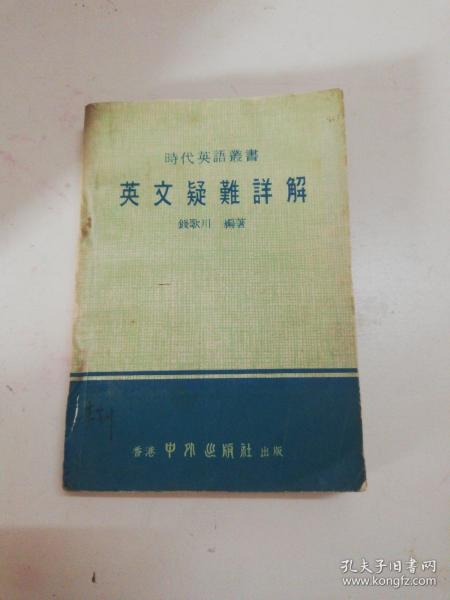 時代英語叢書
英文疑難詳解
錢歌川 編著
香港 中外出版社 出版
孔夫子旧书网
www.kongfz.com